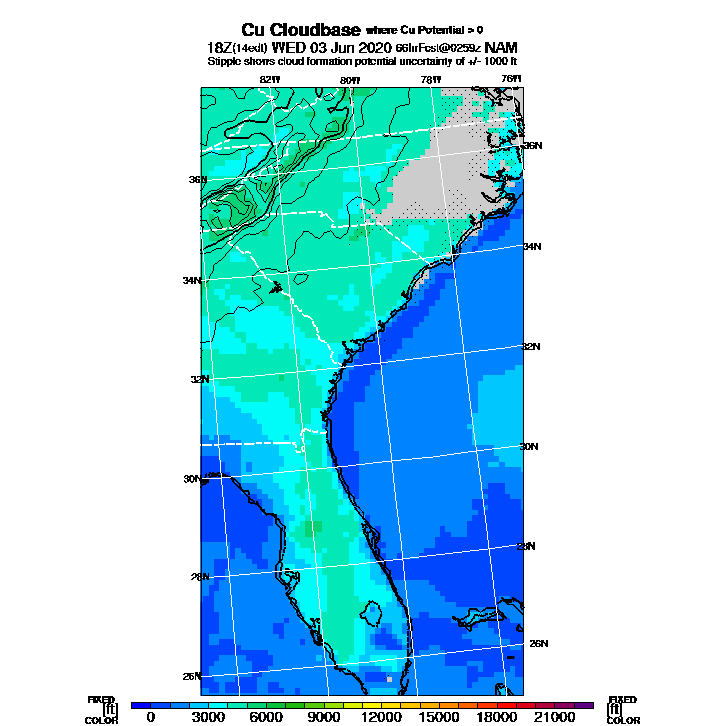 Cu Cloudbase where Cu Potential > 0
18Z(14edt) WED 03 Jun 2020 66hrFcst@0259z NAM
Stipple shows cloud formation potential uncertainty of +/- 1000 ft
82W 80W 78W 76W
36N
36N
34N
34N
32N
32N
30N
30N
28N
28N
26N
26N
FIXED FIXED
[ft] [ft]
COLOR 0 3000 6000 9000 12000 15000 18000 21000 COLOR